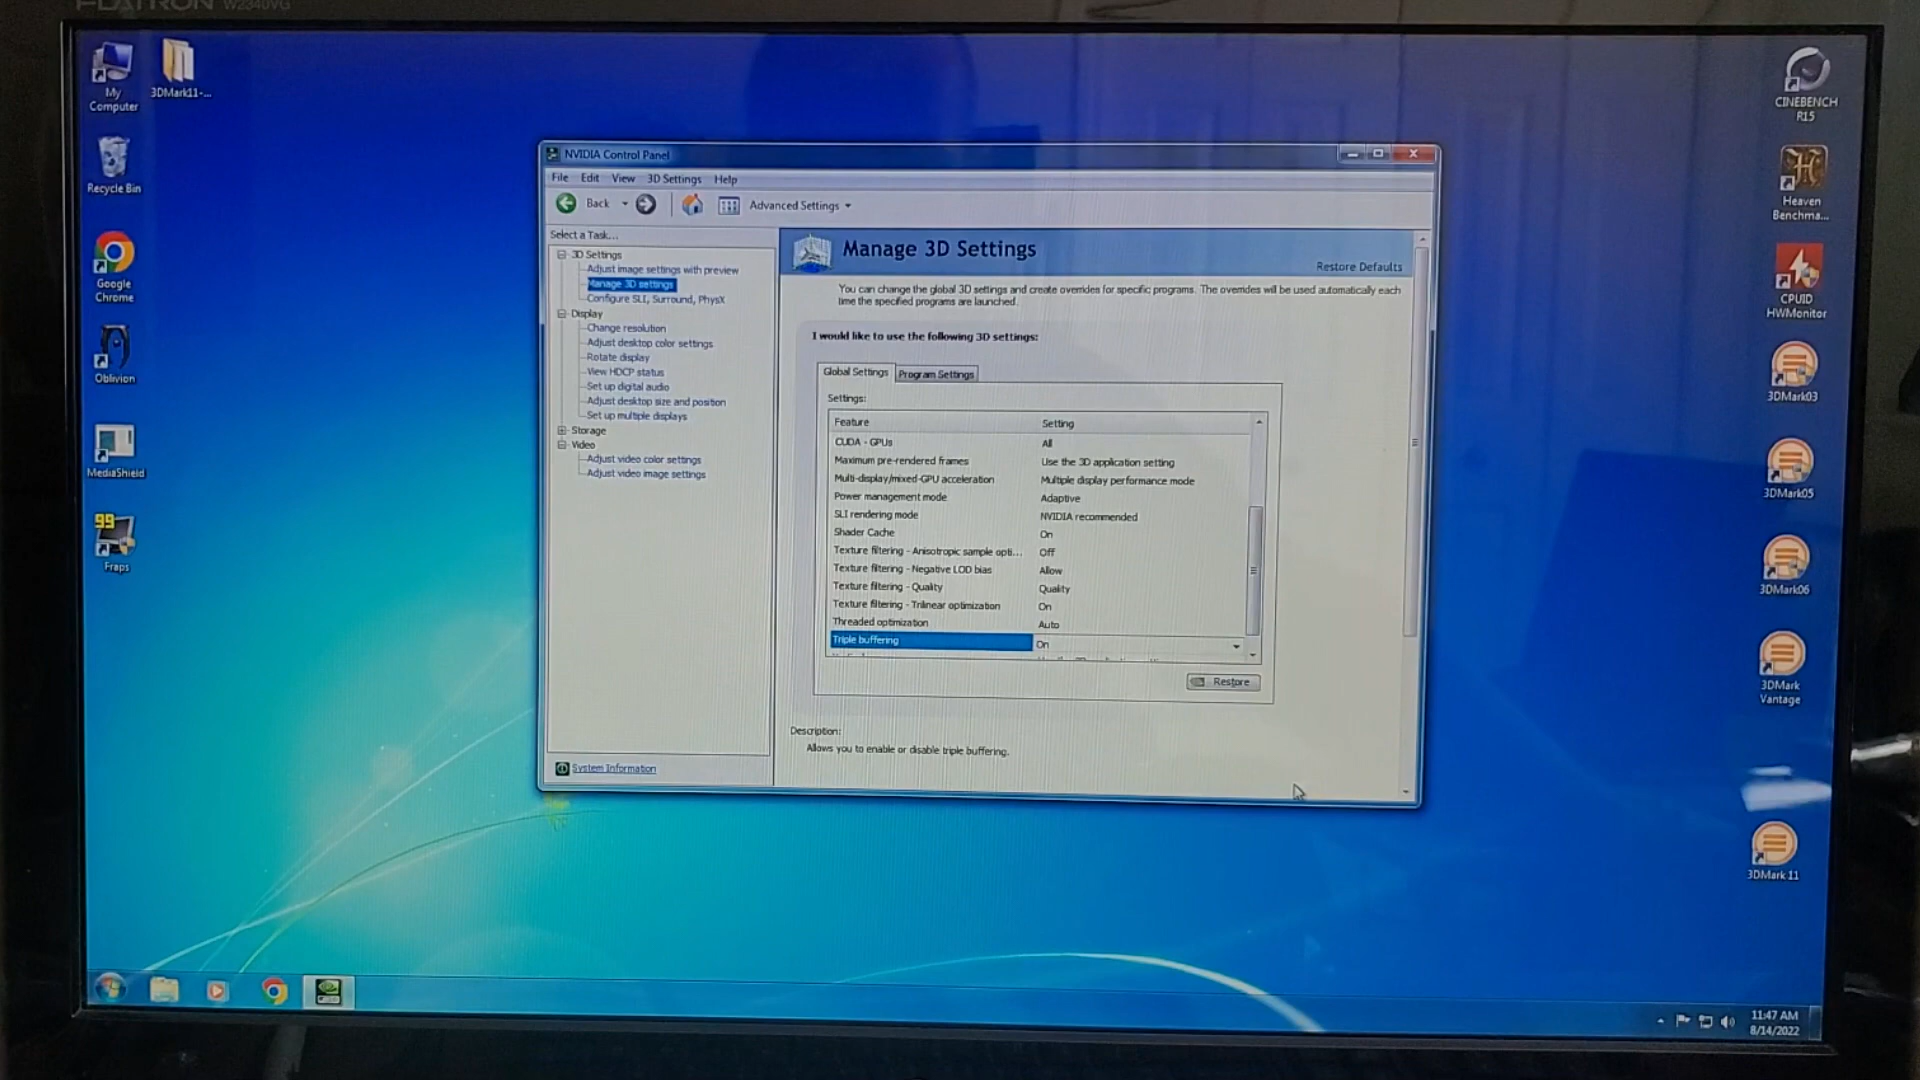 FLATRON W2340VG
My
Computer
3DMark11-...
Recycle Bin
Google
Chrome
Oblivion
MediaShield
99
Fraps
NVIDIA Control Panel
File Edit View 3D Settings Help
Back Advanced Settings
Select a Task...
3D Settings
Adjust image settings with preview
Manage 3D settings
Configure SLI, Surround, PhysX
Display
Change resolution
Adjust desktop color settings
Rotate display
View HDCP status
Set up digital audio
Adjust desktop size and position
Set up multiple displays
Storage
Video
Adjust video color settings
Adjust video image settings
System Information
Manage 3D Settings
Restore Defaults
You can change the global 3D settings and create overrides for specific programs. The overrides will be used automatically each
time the specified programs are launched.
I would like to use the following 3D settings:
Global Settings Program Settings
Settings:
Feature Setting
CUDA - GPUs All
Maximum pre-rendered frames Use the 3D application setting
Multi-display/mixed-GPU acceleration Multiple display performance mode
Power management mode Adaptive
SLI rendering mode NVIDIA recommended
Shader Cache On
Texture filtering - Anisotropic sample opti... Off
Texture filtering - Negative LOD bias Allow
Texture filtering - Quality Quality
Texture filtering - Trilinear optimization On
Threaded optimization Auto
Triple buffering On
Restore
Description:
Allows you to enable or disable triple buffering.
CINEBENCH
R15
Heaven
Benchma...
CPUID
HWMonitor
3DMark03
3DMark05
3DMark06
3DMark
Vantage
3DMark 11
11:47 AM
8/14/2022